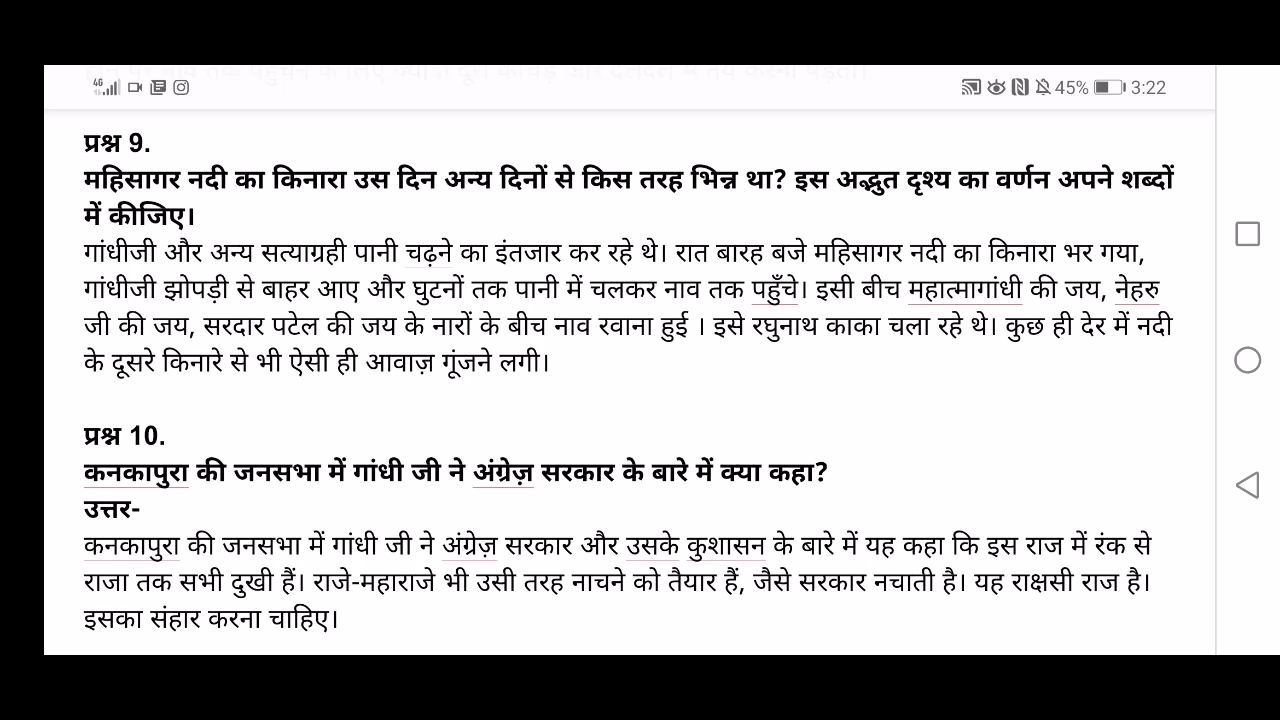 4G 45% 3:22
प्रश्न 9.
महिसागर नदी का किनारा उस दिन अन्य दिनों से किस तरह भिन्न था? इस अद्भुत दृश्य का वर्णन अपने शब्दों
में कीजिए।
गांधीजी और अन्य सत्याग्रही पानी चढ़ने का इंतजार कर रहे थे। रात बारह बजे महिसागर नदी का किनारा भर गया,
गांधीजी झोपड़ी से बाहर आए और घुटनों तक पानी में चलकर नाव तक पहुँचे। इसी बीच महात्मागांधी की जय, नेहरु
जी की जय, सरदार पटेल की जय के नारों के बीच नाव रवाना हुई । इसे रघुनाथ काका चला रहे थे। कुछ ही देर में नदी
के दूसरे किनारे से भी ऐसी ही आवाज़ गूंजने लगी।
प्रश्न 10.
कनकापुरा की जनसभा में गांधी जी ने अंग्रेज़ सरकार के बारे में क्या कहा?
उत्तर-
कनकापुरा की जनसभा में गांधी जी ने अंग्रेज़ सरकार और उसके कुशासन के बारे में यह कहा कि इस राज में रंक से
राजा तक सभी दुखी हैं। राजे-महाराजे भी उसी तरह नाचने को तैयार हैं, जैसे सरकार नचाती है। यह राक्षसी राज है।
इसका संहार करना चाहिए।